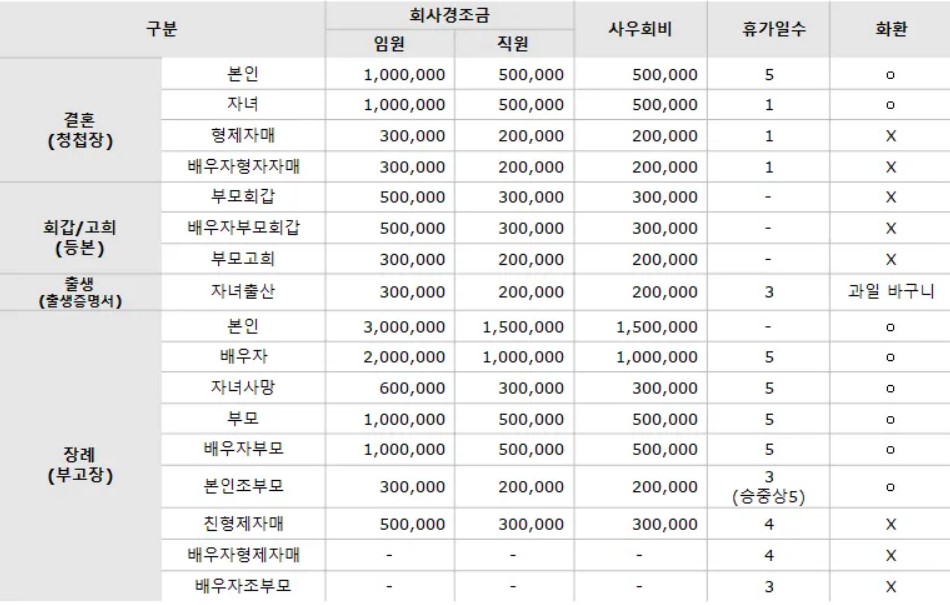 구분 회사경조금 사우회비 휴가일수 화환
임원 직원
결혼
(청첩장)
본인 1,000,000 500,000 500,000 5 o
자녀 1,000,000 500,000 500,000 1 o
형제자매 300,000 200,000 200,000 1 X
배우자형자자매 300,000 200,000 200,000 1 X
회갑/고희
(등본)
부모회갑 500,000 300,000 300,000 - X
배우자부모회갑 500,000 300,000 300,000 - X
부모고희 300,000 200,000 200,000 - X
출생
(출생증명서)
자녀출산 300,000 200,000 200,000 3 과일 바구니
장례
(부고장)
본인 3,000,000 1,500,000 1,500,000 - o
배우자 2,000,000 1,000,000 1,000,000 5 o
자녀사망 600,000 300,000 300,000 5 o
부모 1,000,000 500,000 500,000 5 o
배우자부모 1,000,000 500,000 500,000 5 o
본인조부모 300,000 200,000 200,000 3 o
(승중상5)
친형제자매 500,000 300,000 300,000 4 X
배우자형제자매 - - - 4 X
배우자조부모 - - - 3 X